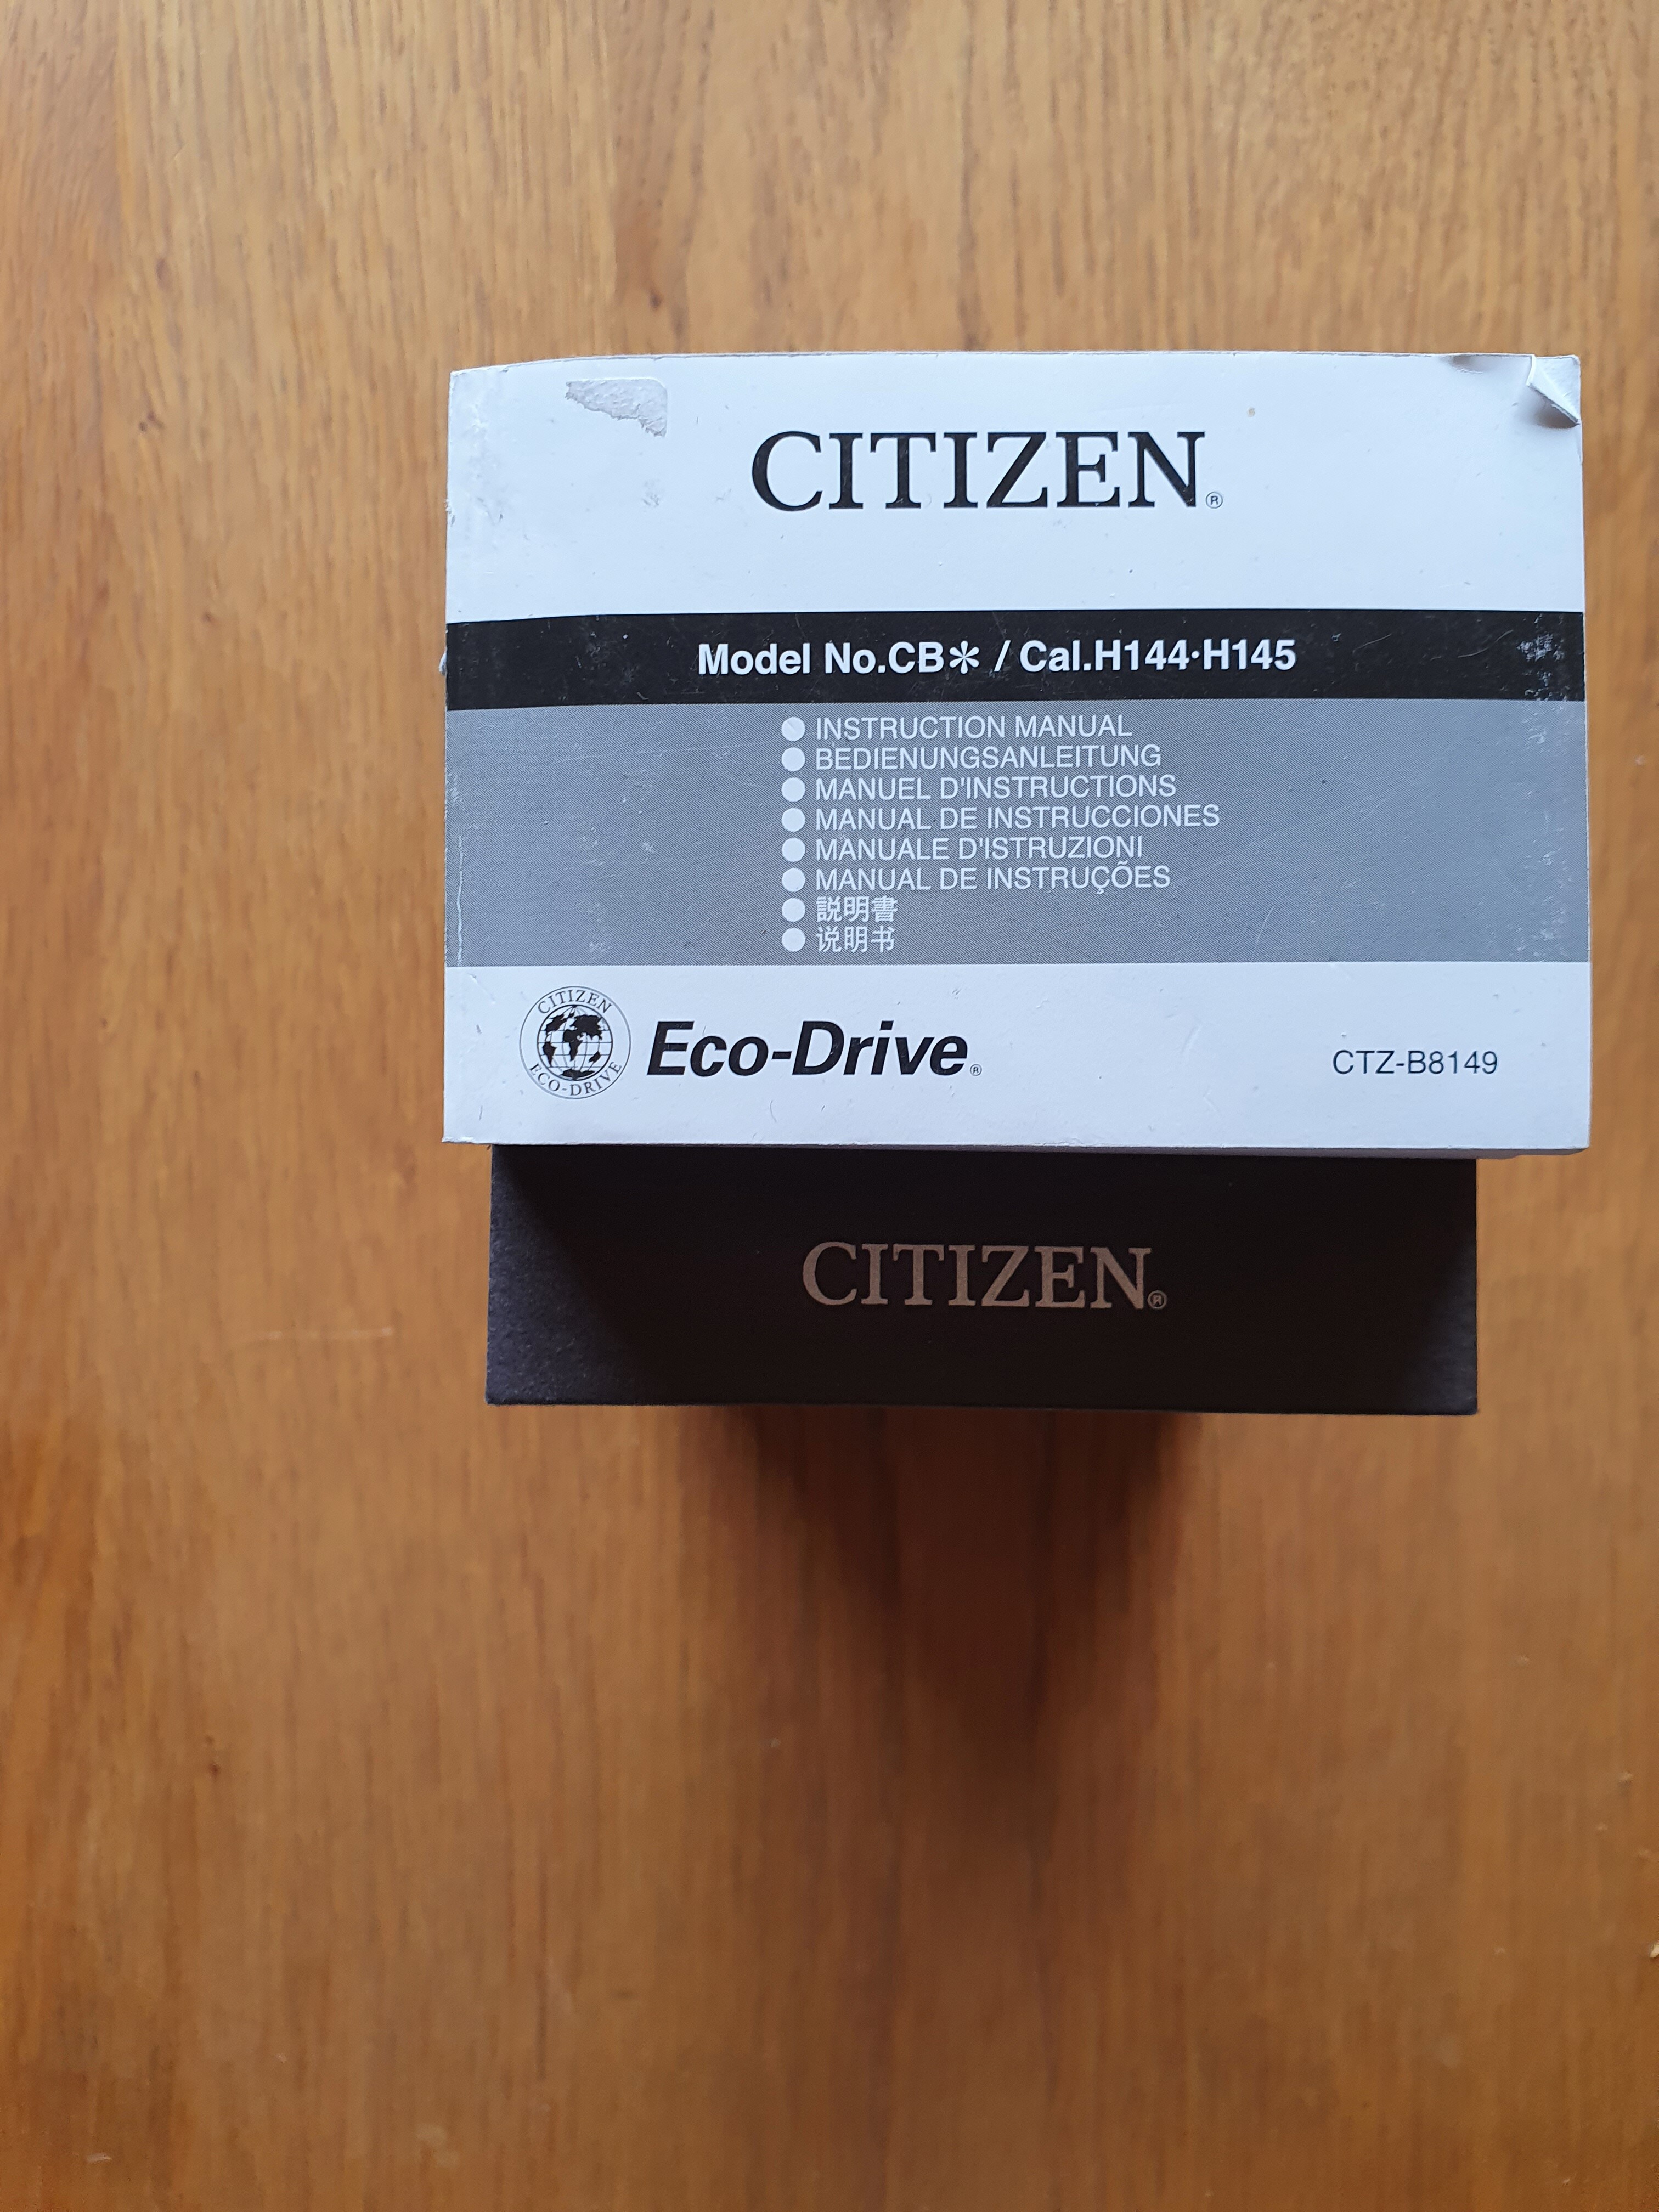 CITIZEN®
Model No.CB＊ / Cal.H144·H145
● INSTRUCTION MANUAL
● BEDIENUNGSANLEITUNG
● MANUEL D'INSTRUCTIONS
● MANUAL DE INSTRUCCIONES
● MANUALE D'ISTRUZIONI
● MANUAL DE INSTRUÇÕES
● 説明書
● 说明书
CITIZEN
ECO-DRIVE
Eco-Drive®
CTZ-B8149
CITIZEN®